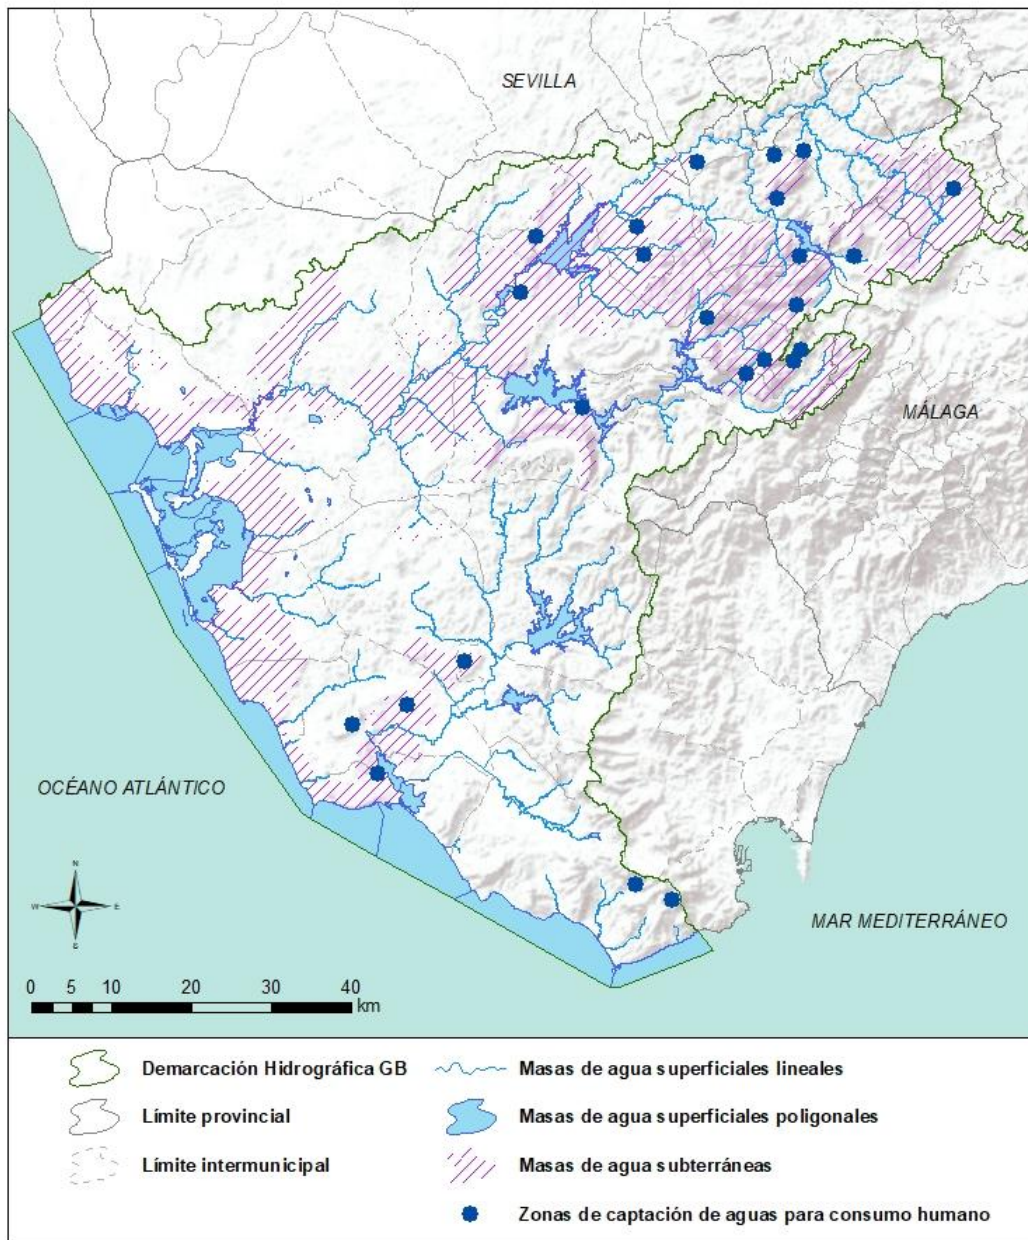 SEVILLA
MÁLAGA
OCÉANO ATLÁNTICO
MAR MEDITERRÁNEO
N
W E
S
0 5 10 20 30 40
km
Demarcación Hidrográfica GB
Límite provincial
Límite intermunicipal
Masas de agua superficiales lineales
Masas de agua superficiales poligonales
Masas de agua subterráneas
Zonas de captación de aguas para consumo humano